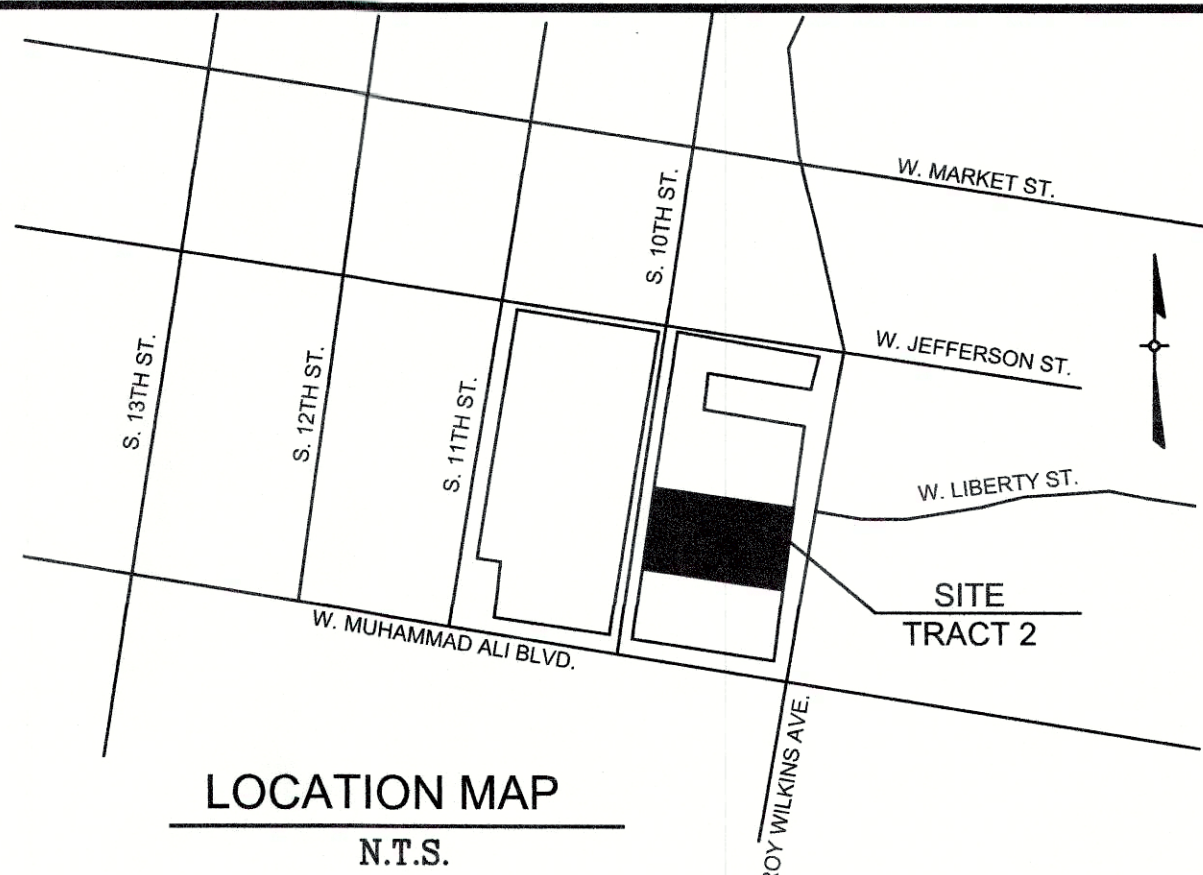 W. MARKET ST.
S. 10TH ST.
W. JEFFERSON ST.
S. 13TH ST.
S. 12TH ST.
S. 11TH ST.
W. LIBERTY ST.
SITE
TRACT 2
W. MUHAMMAD ALI BLVD.
ROY WILKINS AVE.
LOCATION MAP
N.T.S.